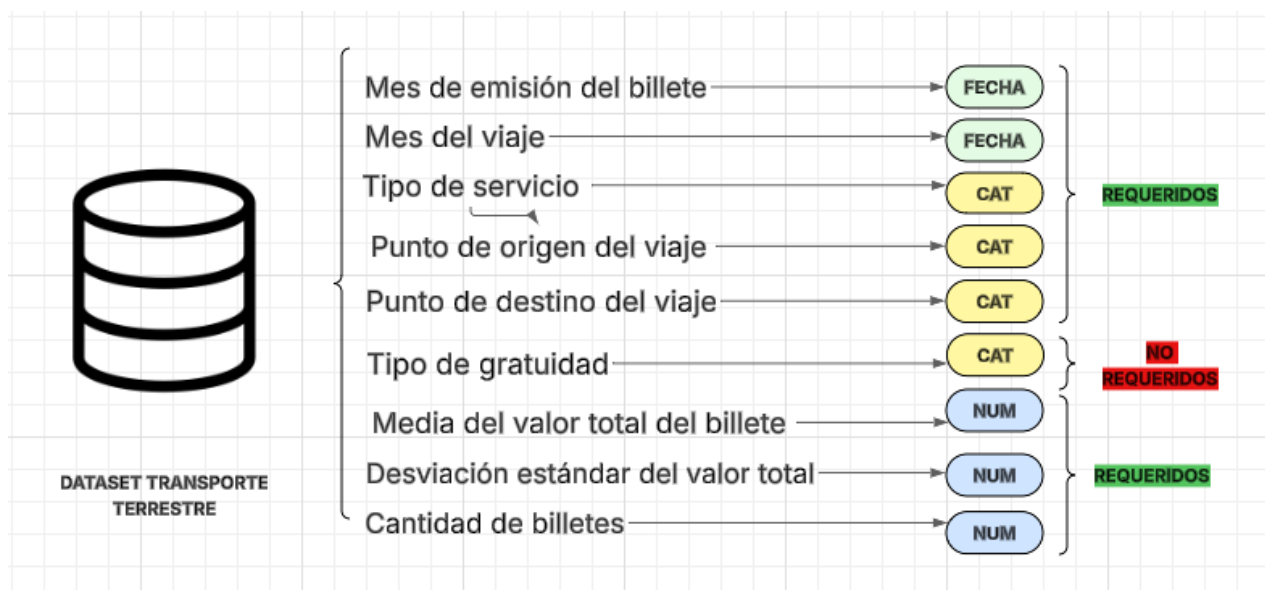 Mes de emisión del billete FECHA
Mes del viaje FECHA
Tipo de servicio CAT
REQUERIDOS
Punto de origen del viaje CAT
Punto de destino del viaje CAT
Tipo de gratuidad CAT
NO
REQUERIDOS
Media del valor total del billete NUM
Desviación estándar del valor total NUM
REQUERIDOS
Cantidad de billetes NUM
DATASET TRANSPORTE
TERRESTRE